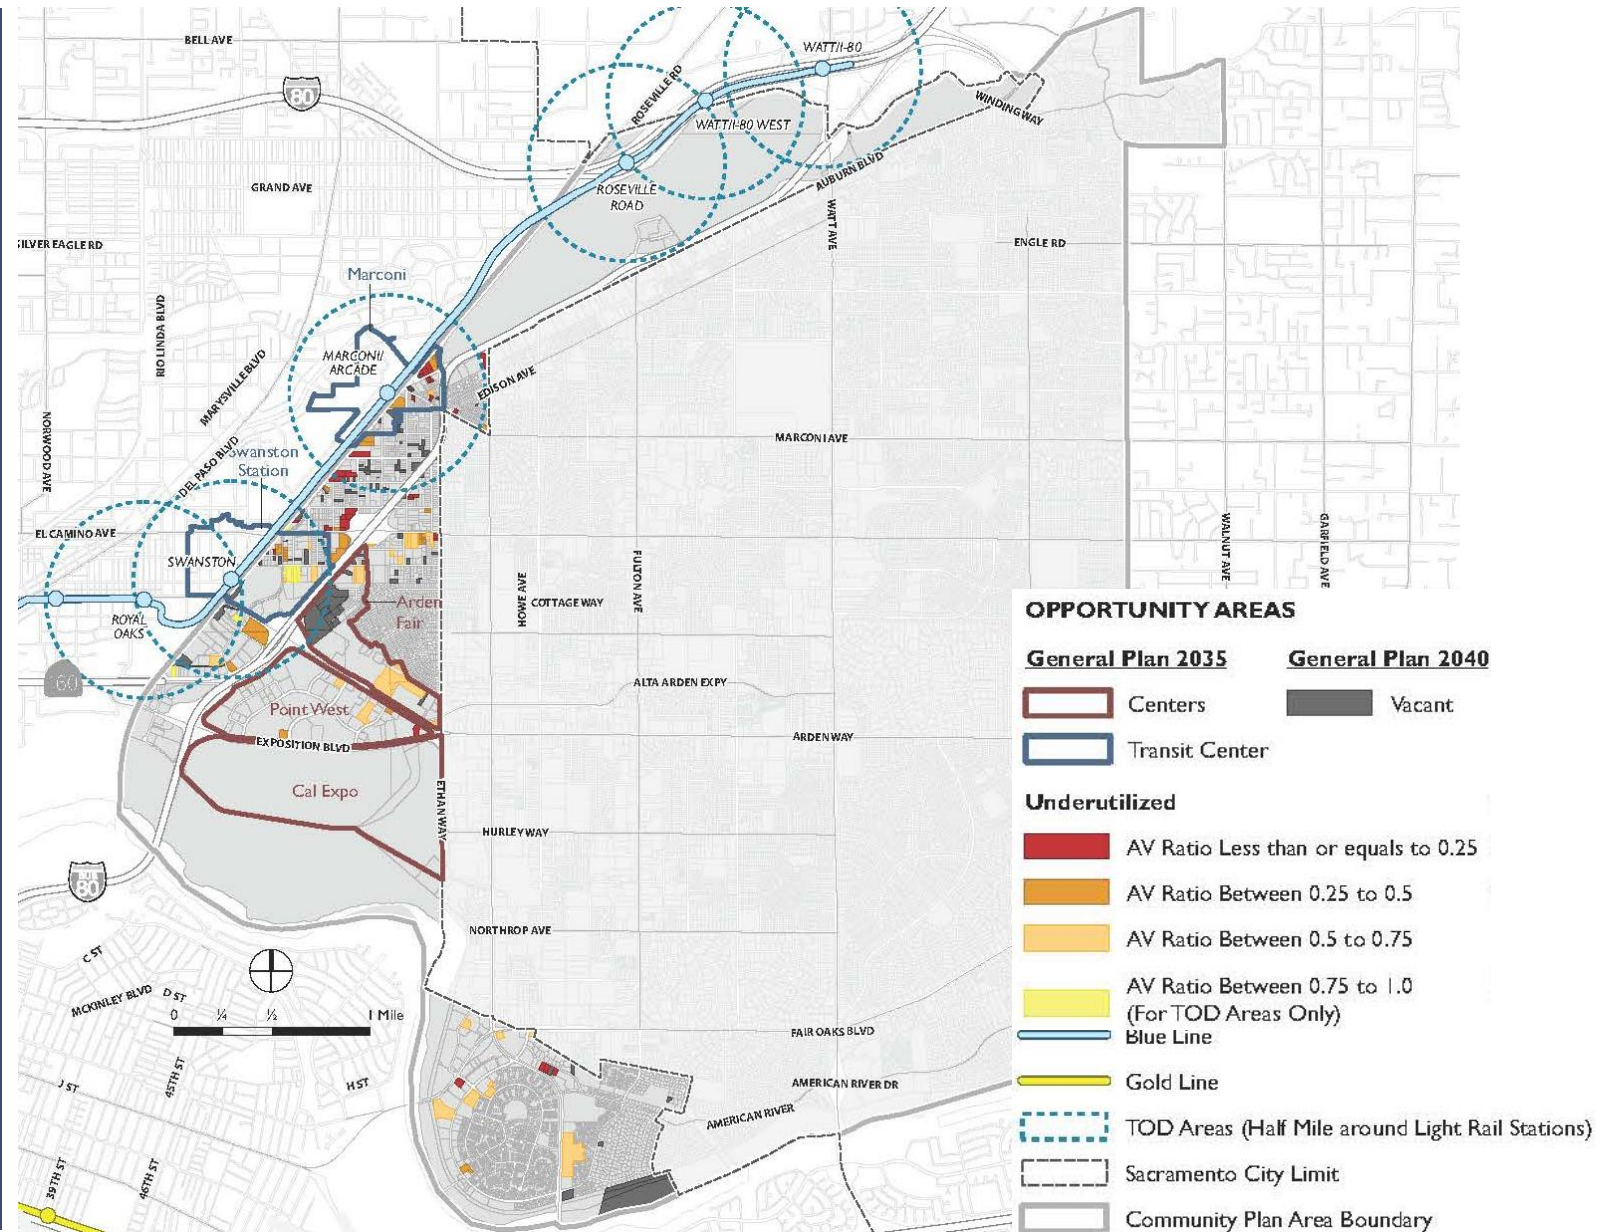 BELL AVE
WATT/I-80
ROSEVILLE RD
80
WINDING WAY
WATT/I-80 WEST
AUBURN BLVD
GRAND AVE
ROSEVILLE
ROAD
WATT AVE
SILVER EAGLE RD
ENGLE RD
Marconi
RIO LINDA BLVD
MARCONI/
ARCADE
MARYSVILLE BLVD
EDISON AVE
NORWOOD AVE
MARCONI AVE
DEL PASO BLVD
Swanston
Station
EL CAMINO AVE
SWANSTON
WALNUT AVE
GARFIELD AVE
FULTON AVE
HOWE AVE
COTTAGE WAY
Arden
Fair
ROYAL
OAKS
160
ALTA ARDEN EXPY
Point West
EXPOSITION BLVD
ARDEN WAY
Cal Expo
ETHAN WAY
HURLEY WAY
80
NORTHROP AVE
C ST
MCKINLEY BLVD
D ST
0 1/4 1/2 1 Mile
FAIR OAKS BLVD
45TH ST
J ST
H ST
AMERICAN RIVER DR
AMERICAN RIVER
39TH ST
46TH ST
OPPORTUNITY AREAS
General Plan 2035
General Plan 2040
Centers
Vacant
Transit Center
Underutilized
AV Ratio Less than or equals to 0.25
AV Ratio Between 0.25 to 0.5
AV Ratio Between 0.5 to 0.75
AV Ratio Between 0.75 to 1.0
(For TOD Areas Only)
Blue Line
Gold Line
TOD Areas (Half Mile around Light Rail Stations)
Sacramento City Limit
Community Plan Area Boundary